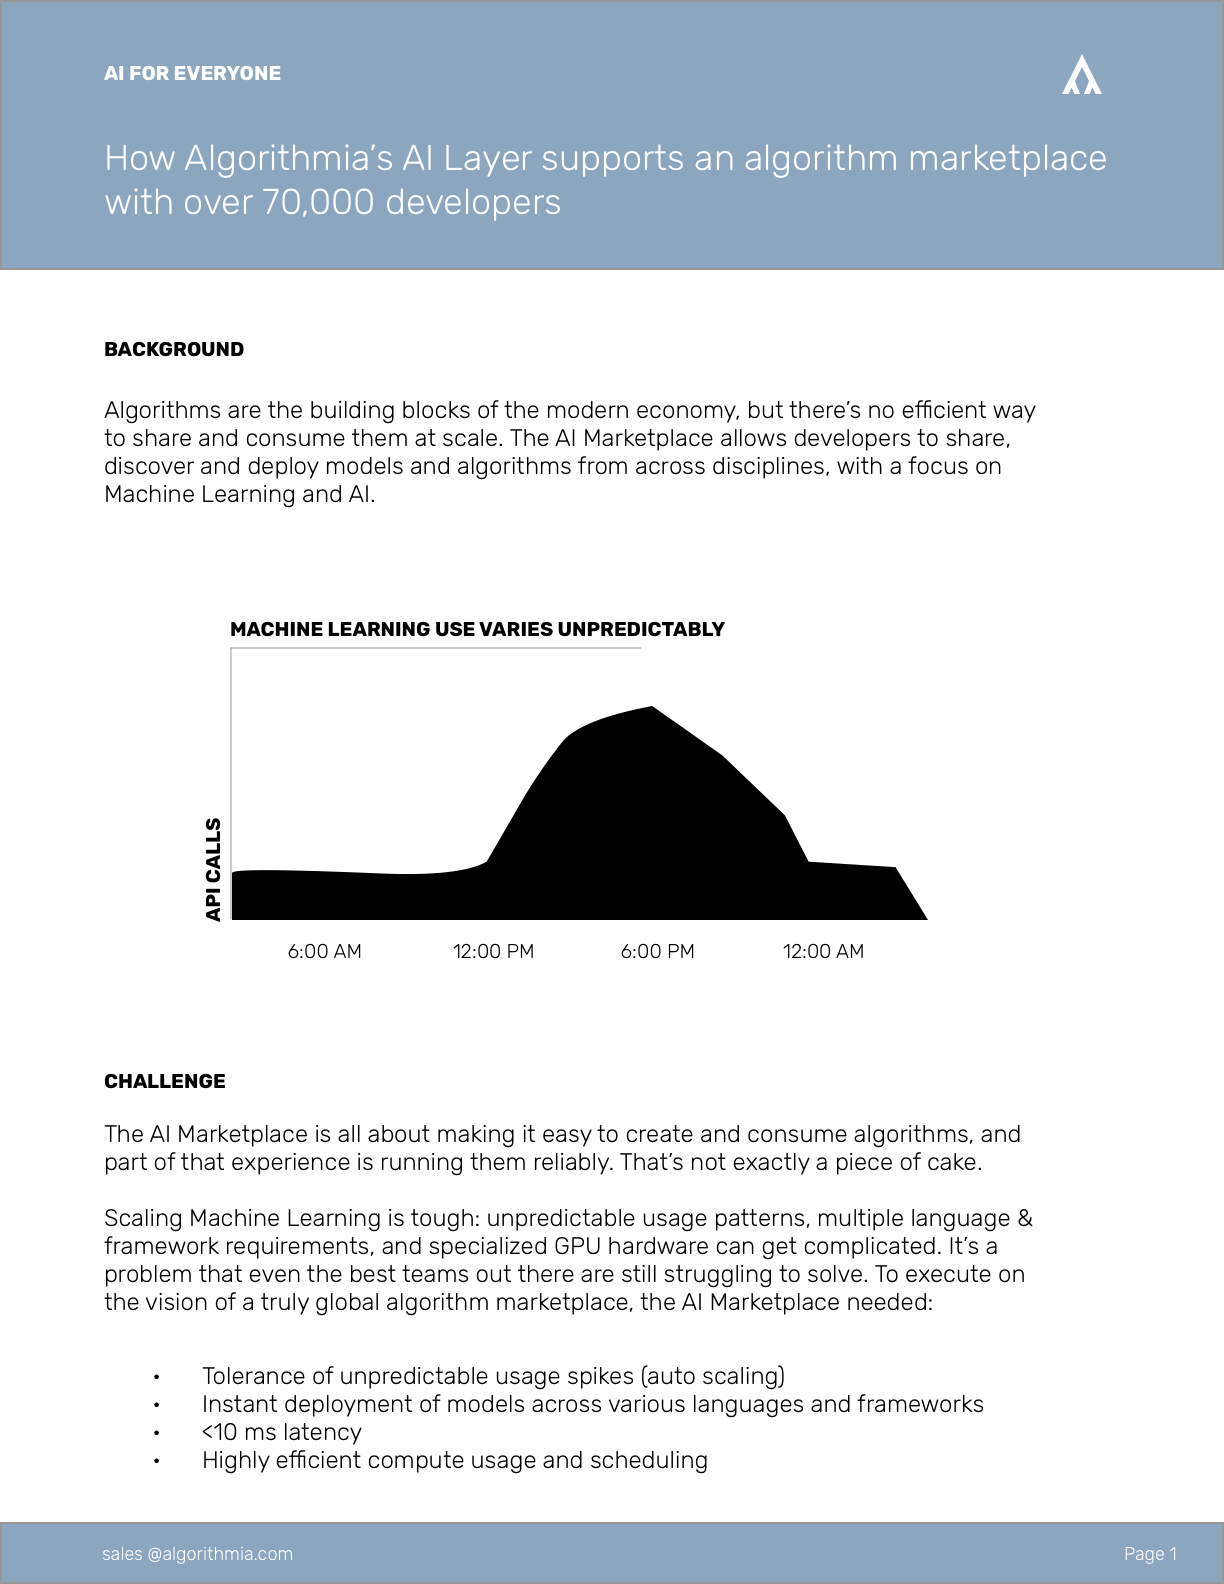 AI FOR EVERYONE
How Algorithmia’s AI Layer supports an algorithm marketplace
with over 70,000 developers
BACKGROUND
Algorithms are the building blocks of the modern economy, but there’s no efficient way
to share and consume them at scale. The AI Marketplace allows developers to share,
discover and deploy models and algorithms from across disciplines, with a focus on
Machine Learning and AI.
MACHINE LEARNING USE VARIES UNPREDICTABLY
API CALLS
6:00 AM 12:00 PM 6:00 PM 12:00 AM
CHALLENGE
The AI Marketplace is all about making it easy to create and consume algorithms, and
part of that experience is running them reliably. That’s not exactly a piece of cake.
Scaling Machine Learning is tough: unpredictable usage patterns, multiple language &
framework requirements, and specialized GPU hardware can get complicated. It’s a
problem that even the best teams out there are still struggling to solve. To execute on
the vision of a truly global algorithm marketplace, the AI Marketplace needed:
• Tolerance of unpredictable usage spikes (auto scaling)
• Instant deployment of models across various languages and frameworks
• <10 ms latency
• Highly efficient compute usage and scheduling
sales @algorithmia.com Page 1